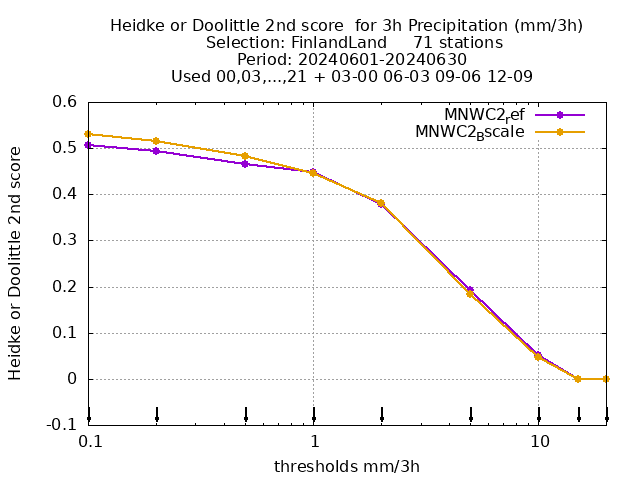 Heidke or Doolittle 2nd score  for 3h Precipitation (mm/3h)
Selection: FinlandLand     71 stations
Period: 20240601-20240630
Used 00,03,...,21 + 03-00 06-03 09-06 12-09
MNWC2ref
MNWC2Bscale
0.6
0.5
0.4
0.3
0.2
0.1
0
-0.1
Heidke or Doolittle 2nd score
0.1 1 10
thresholds mm/3h